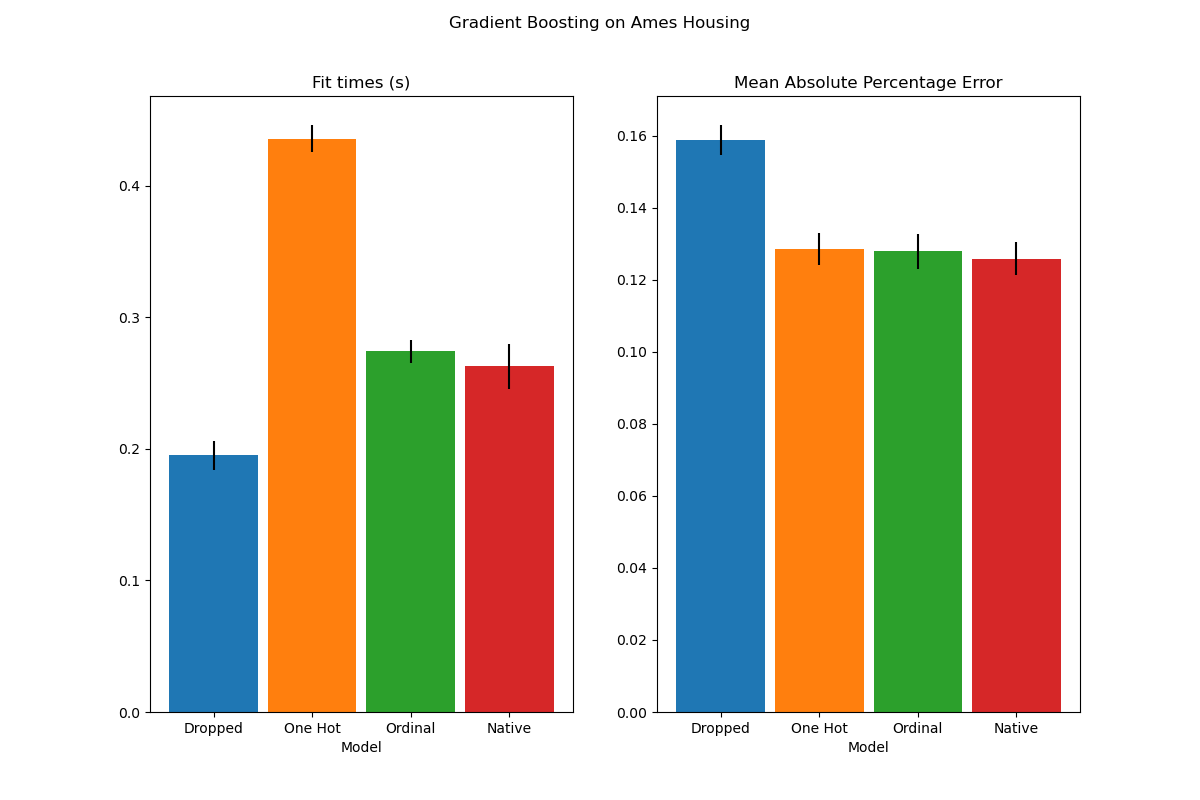 Gradient Boosting on Ames Housing
Fit times (s)
0.4
0.3
0.2
0.1
0.0
Dropped One Hot Ordinal Native
Model
Mean Absolute Percentage Error
0.16
0.14
0.12
0.10
0.08
0.06
0.04
0.02
0.00
Dropped One Hot Ordinal Native
Model